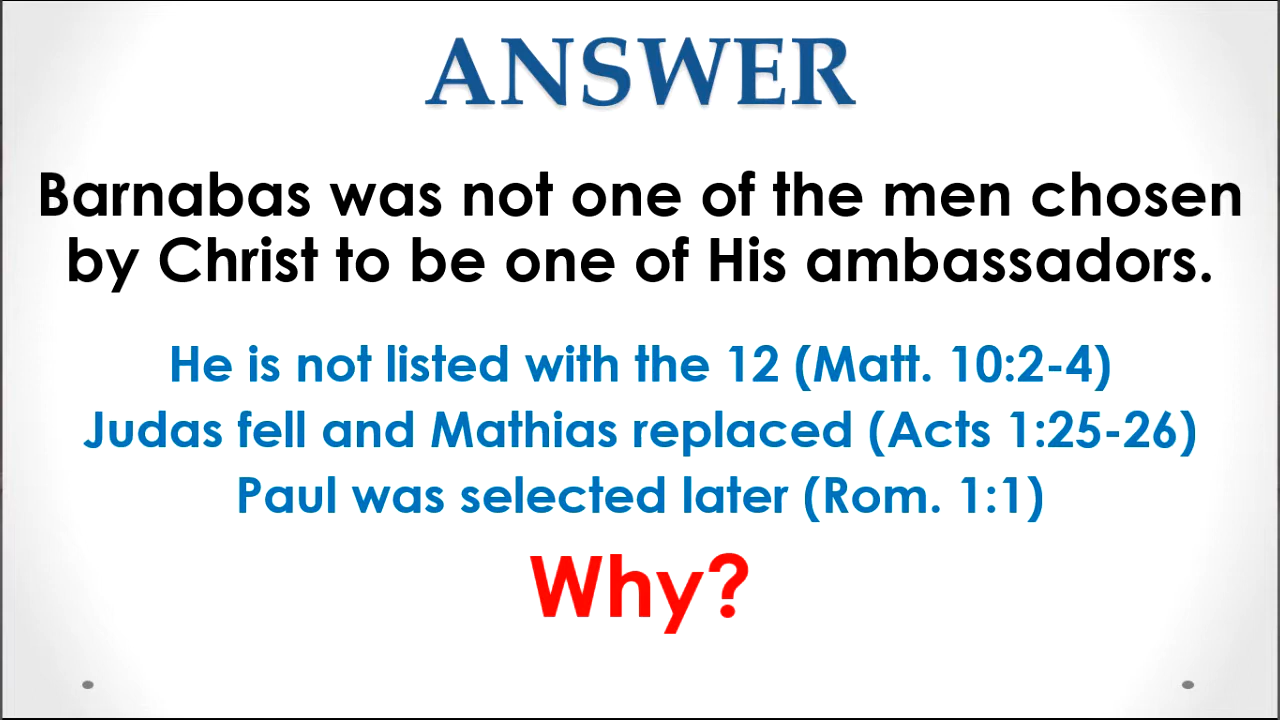 ANSWER
Barnabas was not one of the men chosen
by Christ to be one of His ambassadors.
He is not listed with the 12 (Matt. 10:2-4)
Judas fell and Mathias replaced (Acts 1:25-26)
Paul was selected later (Rom. 1:1)
Why?